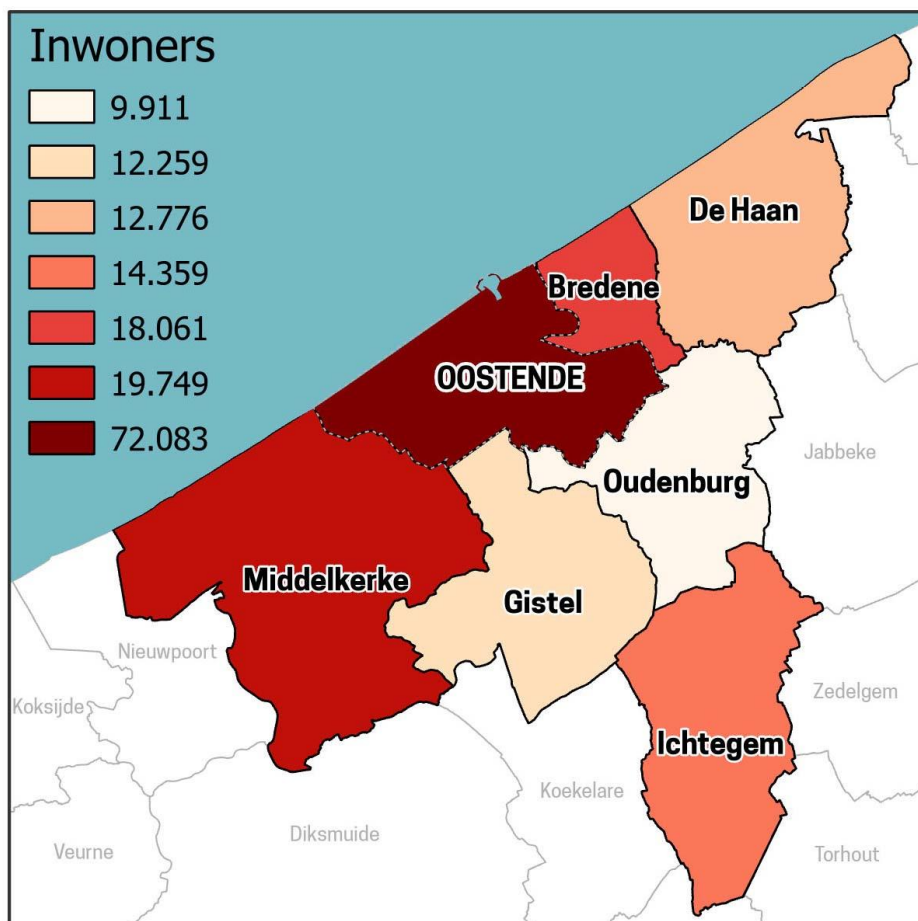 Inwoners
9.911
12.259
12.776
14.359
18.061
19.749
72.083
De Haan
Bredene
OOSTENDE
Jabbeke
Oudenburg
Middelkerke
Gistel
Nieuwpoort
Zedelgem
Koksijde
Ichtegem
Koekelare
Diksmuide
Veurne
Torhout